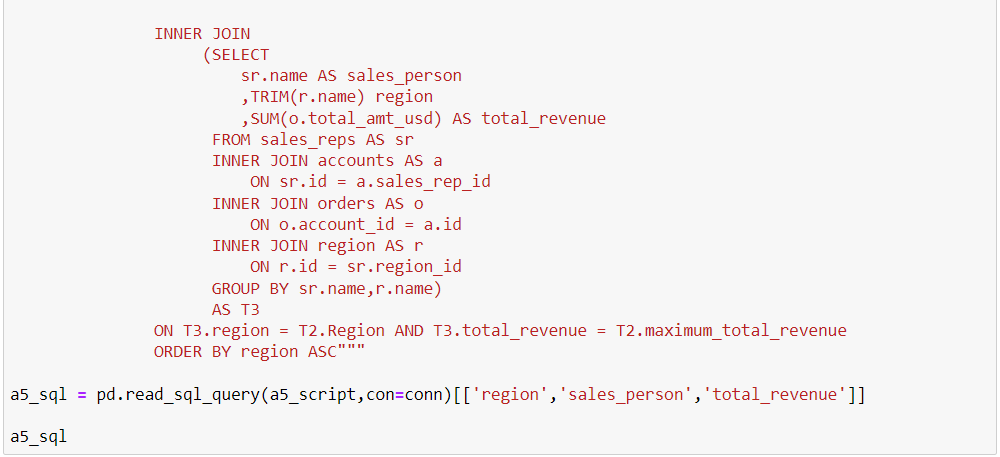 INNER JOIN
(SELECT
sr.name AS sales_person
,TRIM(r.name) region
,SUM(o.total_amt_usd) AS total_revenue
FROM sales_reps AS sr
INNER JOIN accounts AS a
ON sr.id = a.sales_rep_id
INNER JOIN orders AS o
ON o.account_id = a.id
INNER JOIN region AS r
ON r.id = sr.region_id
GROUP BY sr.name,r.name)
AS T3
ON T3.region = T2.Region AND T3.total_revenue = T2.maximum_total_revenue
ORDER BY region ASC"""
a5_sql = pd.read_sql_query(a5_script,con=conn)[['region','sales_person','total_revenue']]
a5_sql